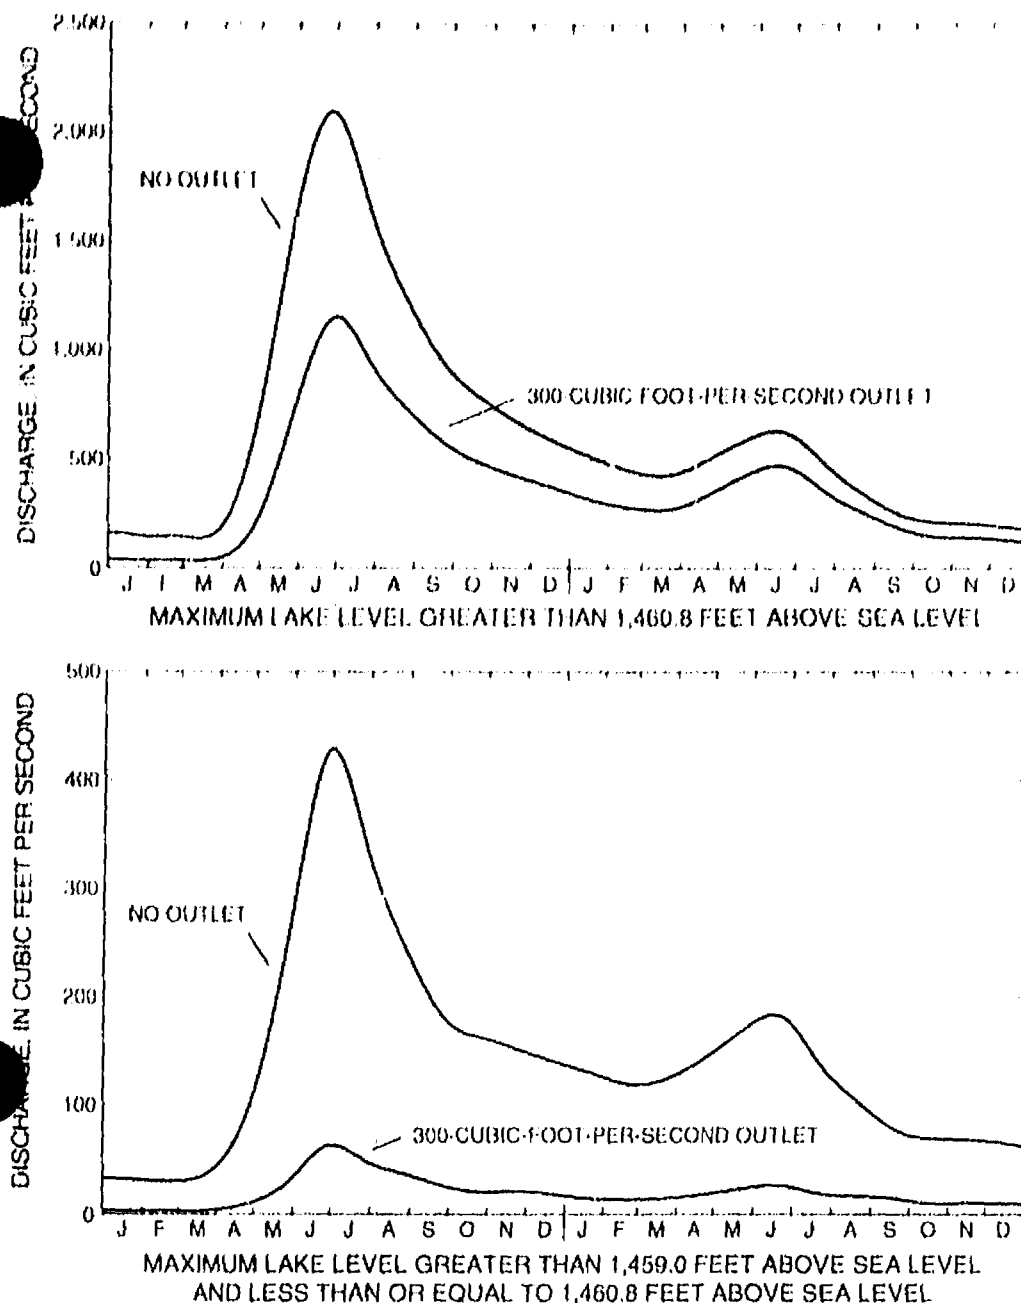 2,500
2,000
1,500
1,000
500
0
DISCHARGE, IN CUBIC FEET SECOND
NO OUTLET
300-CUBIC FOOT-PER-SECOND OUTLET
J F M A M J J A S O N D J F M A M J J A S O N D
MAXIMUM LAKE LEVEL GREATER THAN 1,460.8 FEET ABOVE SEA LEVEL
500
400
300
200
100
0
DISCHARGE, IN CUBIC FEET PER SECOND
NO OUTLET
300-CUBIC-FOOT-PER-SECOND OUTLET
J F M A M J J A S O N D J F M A M J J A S O N D
MAXIMUM LAKE LEVEL GREATER THAN 1,459.0 FEET ABOVE SEA LEVEL
AND LESS THAN OR EQUAL TO 1,460.8 FEET ABOVE SEA LEVEL